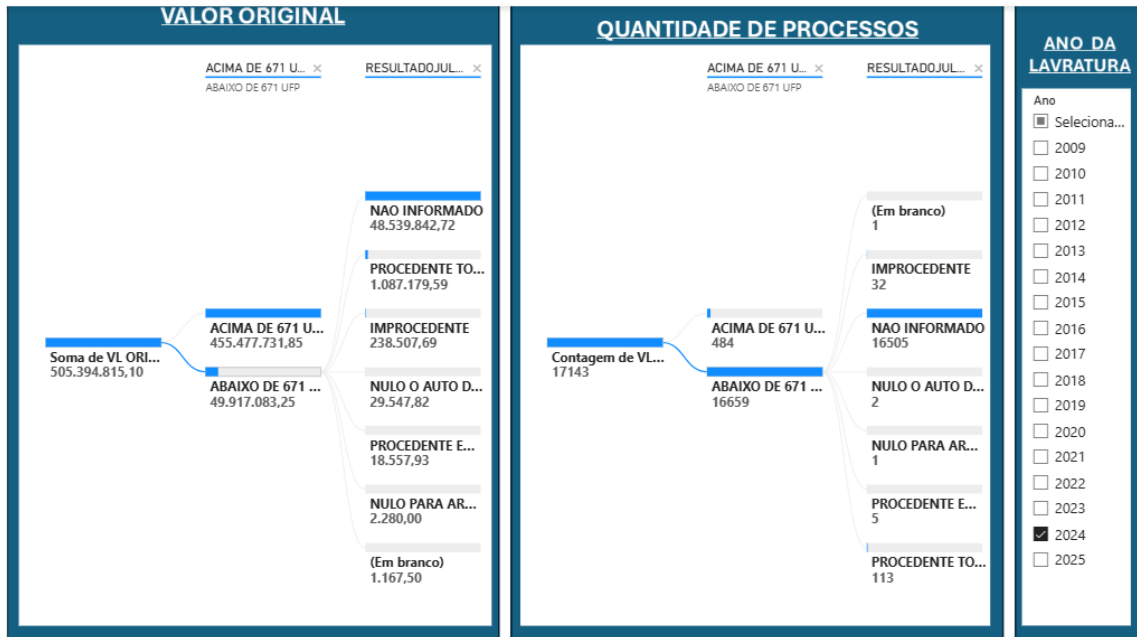 VALOR ORIGINAL
ACIMA DE 671 U... ×
RESULTADOJUL... ×
ABAIXO DE 671 UFP
NAO INFORMADO
48.539.842,72
PROCEDENTE TO...
1.087.179,59
ACIMA DE 671 U...
455.477.731,85
IMPROCEDENTE
238.507,69
Soma de VL ORI...
505.394.815,10
ABAIXO DE 671 ...
49.917.083,25
NULO O AUTO D...
29.547,82
PROCEDENTE E...
18.557,93
NULO PARA AR...
2.280,00
(Em branco)
1.167,50
QUANTIDADE DE PROCESSOS
ACIMA DE 671 U... ×
RESULTADOJUL... ×
ABAIXO DE 671 UFP
(Em branco)
1
IMPROCEDENTE
32
ACIMA DE 671 U...
484
NAO INFORMADO
16505
Contagem de VL...
17143
ABAIXO DE 671 ...
16659
NULO O AUTO D...
2
NULO PARA AR...
1
PROCEDENTE E...
5
PROCEDENTE TO...
113
ANO DA
LAVRATURA
Ano
Seleciona...
2009
2010
2011
2012
2013
2014
2015
2016
2017
2018
2019
2020
2021
2022
2023
2024
2025